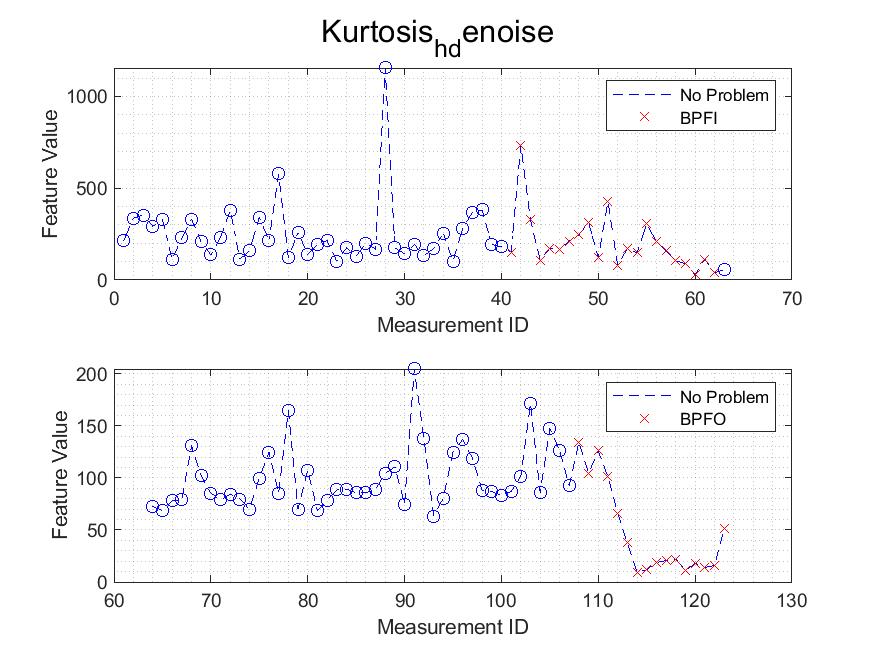 Kurtosis_hdenoise
1000
500
0
Feature Value
No Problem
BPFI
0 10 20 30 40 50 60 70
Measurement ID
200
150
100
50
0
Feature Value
No Problem
BPFO
60 70 80 90 100 110 120 130
Measurement ID